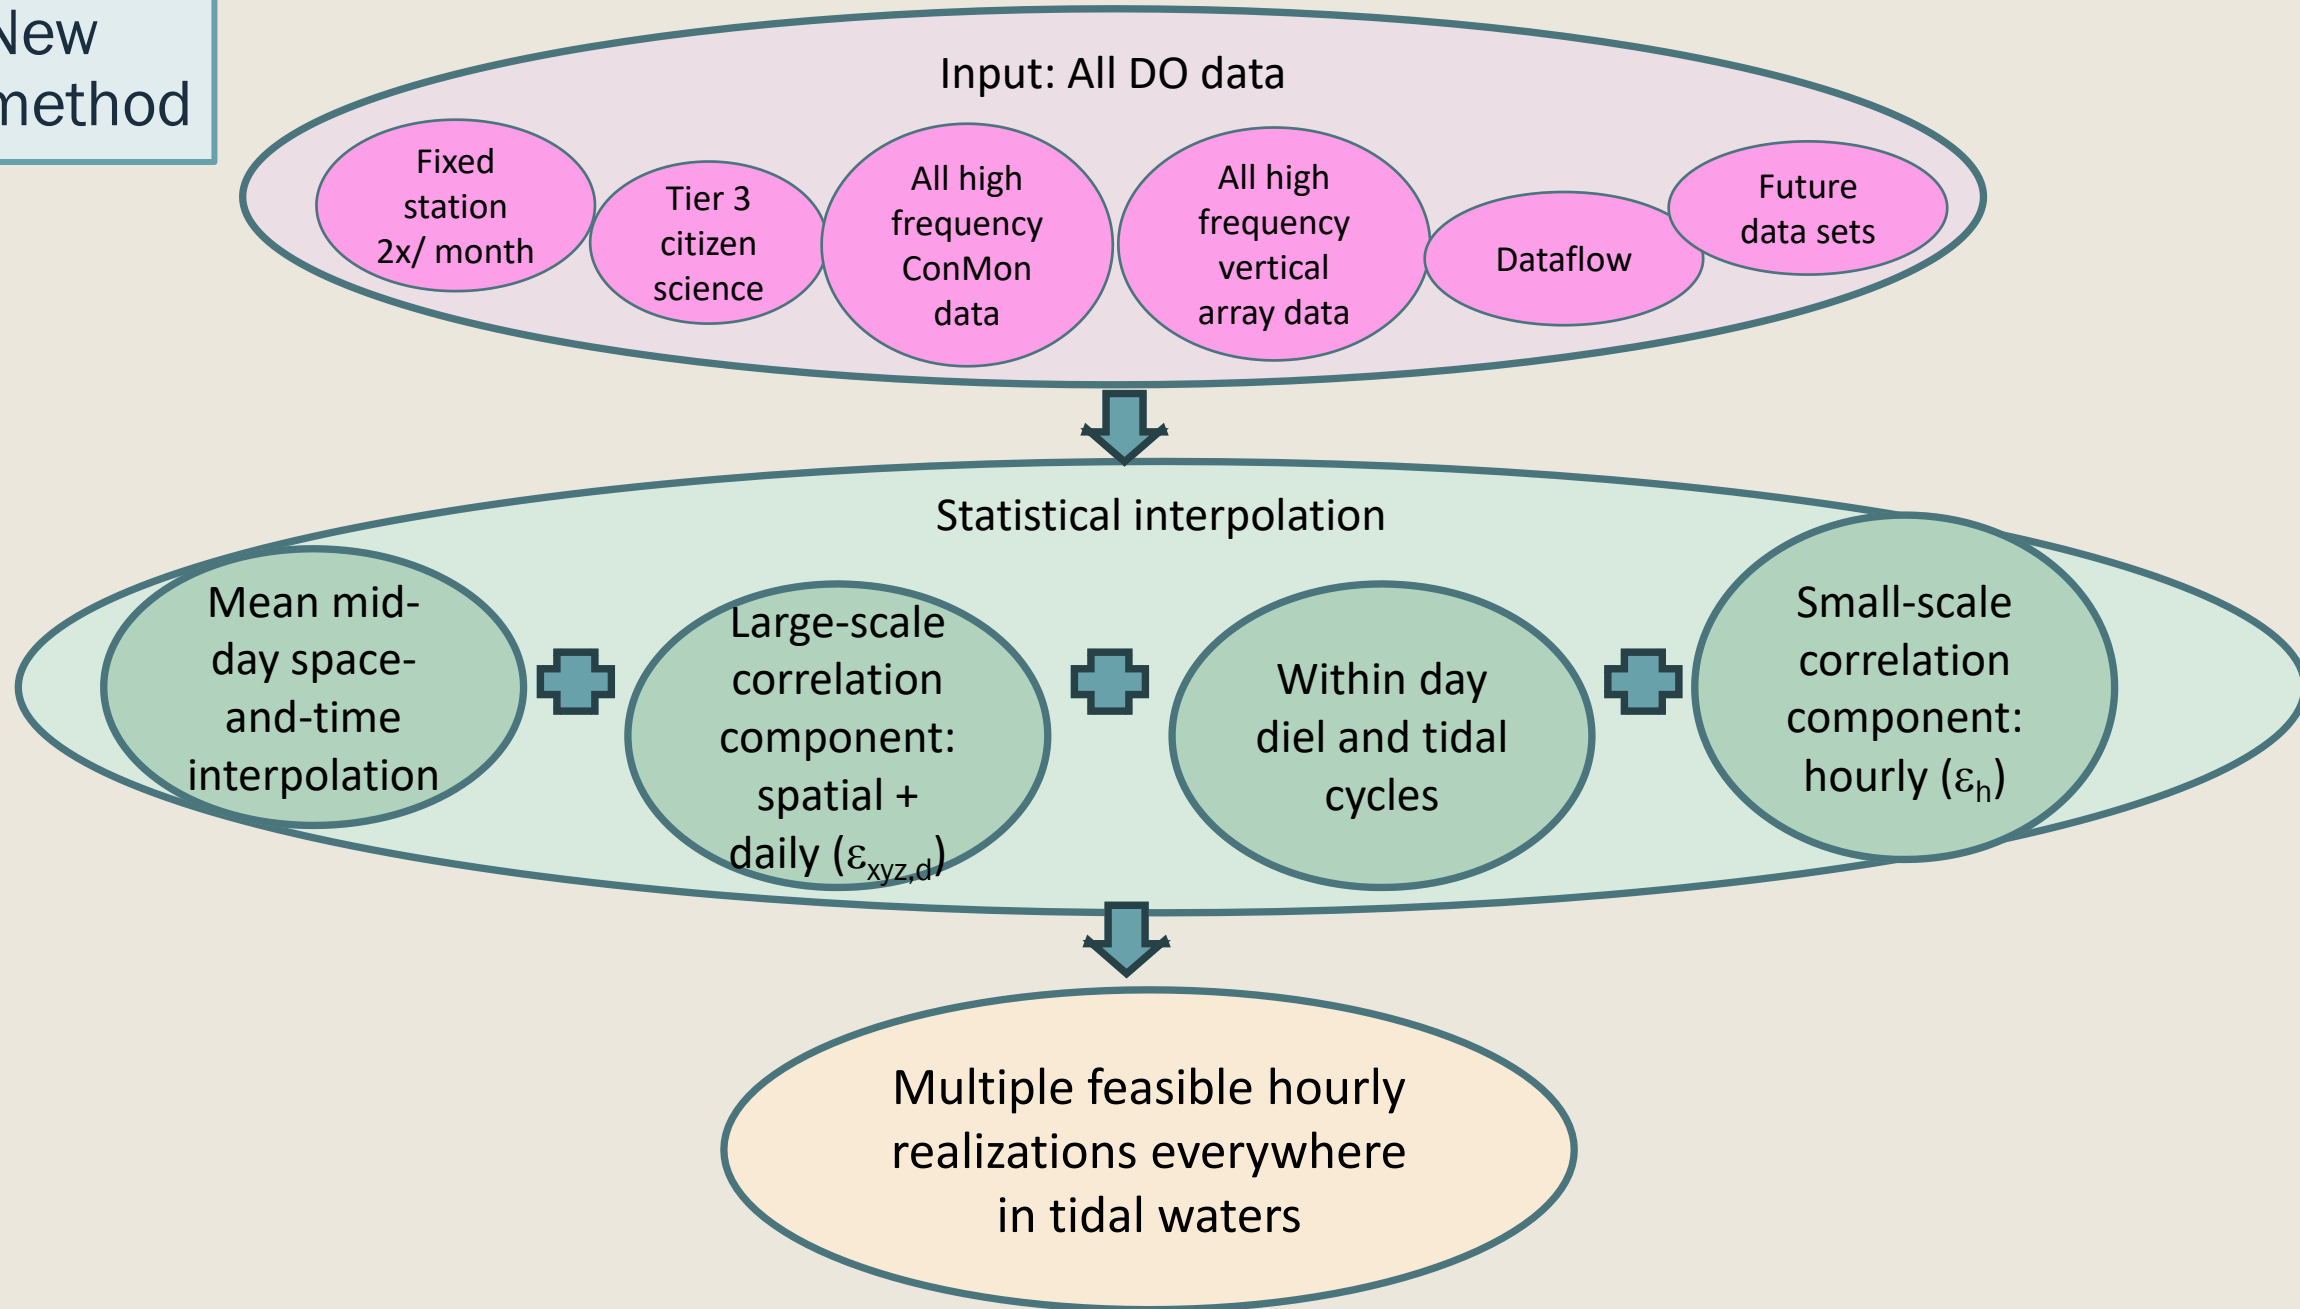 New
method
Input: All DO data
Fixed
station
2x/ month
Tier 3
citizen
science
All high
frequency
ConMon
data
All high
frequency
vertical
array data
Dataflow
Future
data sets
Statistical interpolation
Mean mid-
day space-
and-time
interpolation
Large-scale
correlation
component:
spatial +
daily (εxyz,d)
Within day
diel and tidal
cycles
Small-scale
correlation
component:
hourly (εh)
Multiple feasible hourly
realizations everywhere
in tidal waters